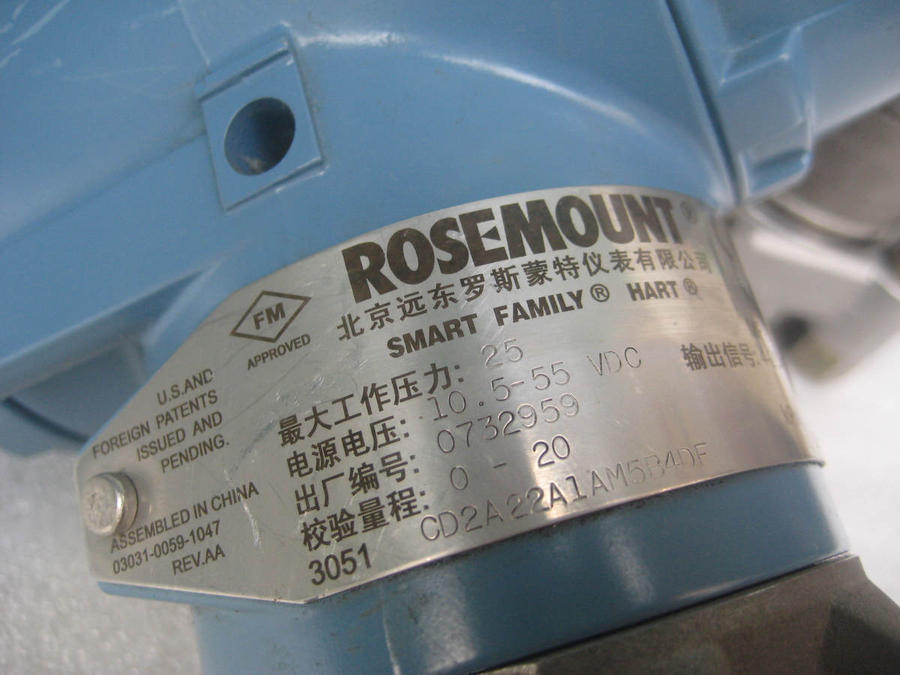 ROSEMOUNT®
北京远东罗斯蒙特仪表有限公司
SMART FAMILY® HART®
FM
APPROVED
U.S.AND
FOREIGN PATENTS
ISSUED AND
PENDING.
ASSEMBLED IN CHINA
03031-0059-1047
REV.AA
最大工作压力: 25
电源电压: 10.5-55 VDC 输出信号:
出厂编号: 0732959
校验量程: 0 - 20
3051 CD2A22A1AM5B4DF